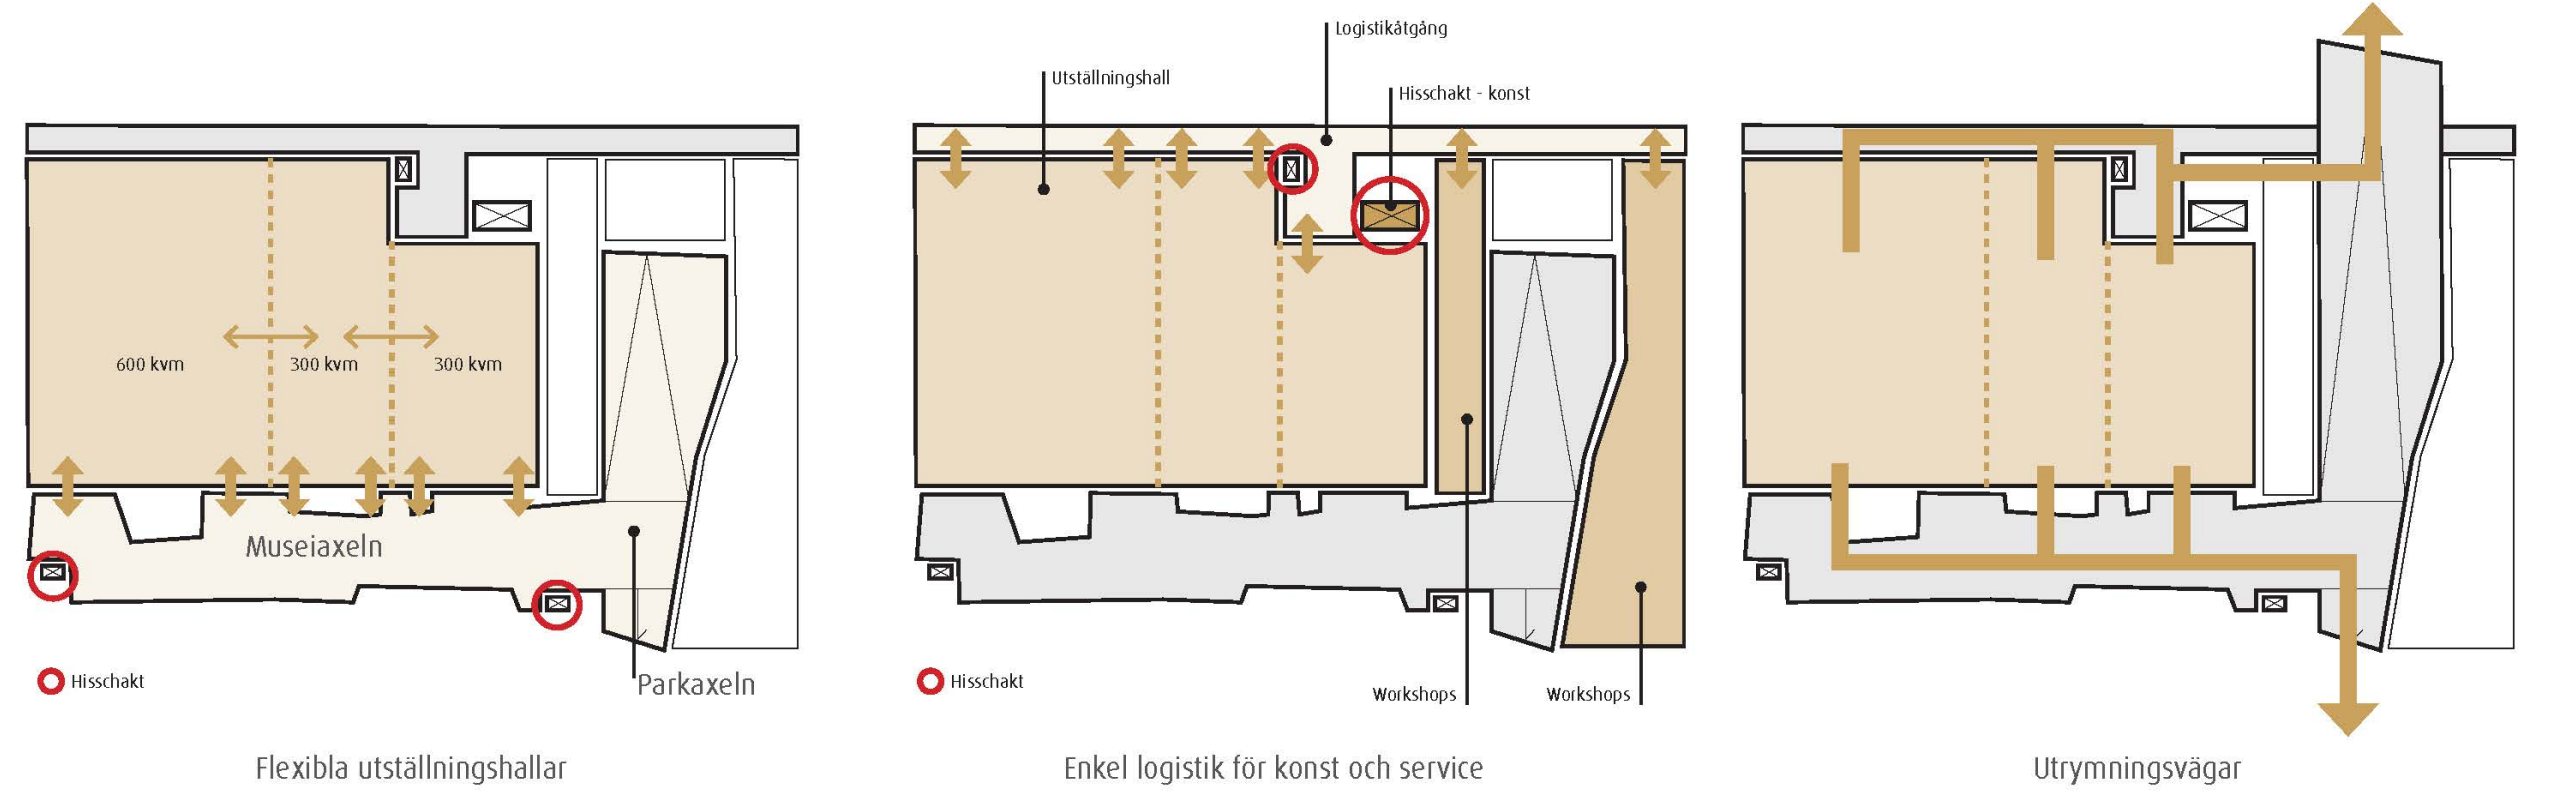 Logistikåtgång
Utställningshall
Hisschakt - konst
600 kvm
300 kvm
300 kvm
Museiaxeln
Hisschakt
Parkaxeln
Hisschakt
Workshops
Workshops
Flexibla utställningshallar
Enkel logistik för konst och service
Utrymningsvägar